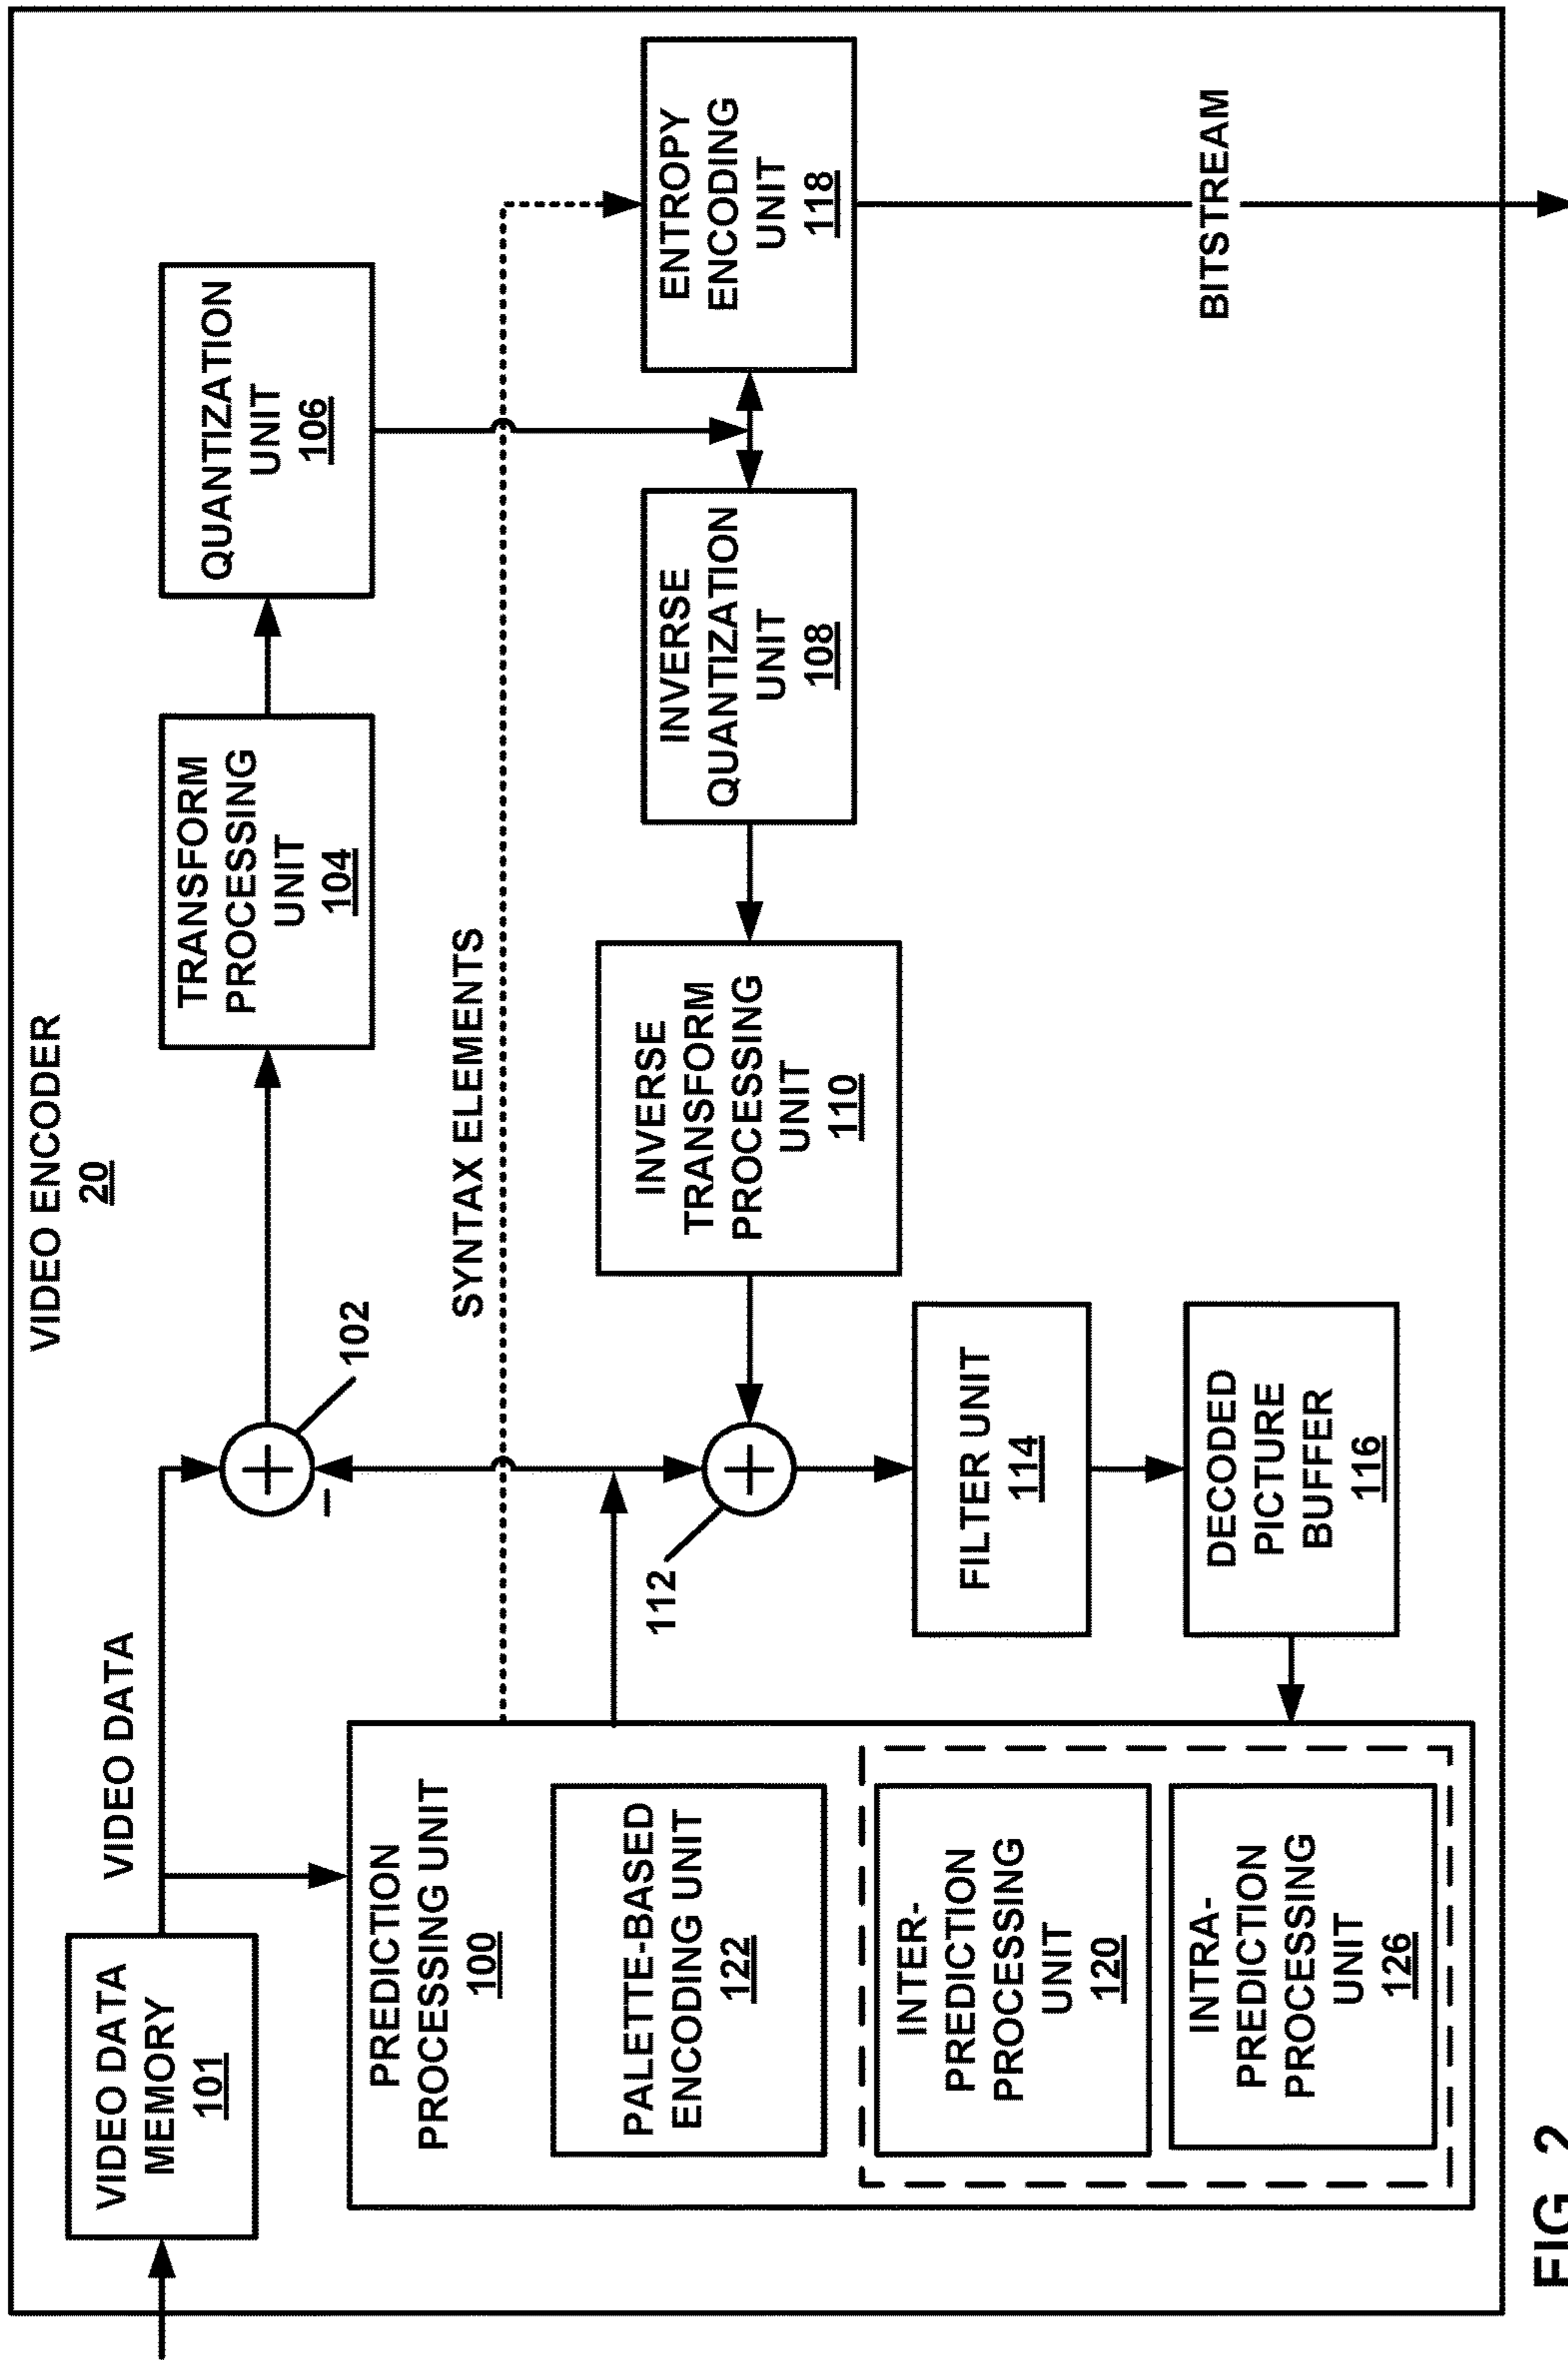 VIDEO ENCODER
20
VIDEO DATA
MEMORY
101
VIDEO DATA
102
TRANSFORM
PROCESSING
UNIT
104
QUANTIZATION
UNIT
106
SYNTAX ELEMENTS
PREDICTION
PROCESSING UNIT
100
PALETTE-BASED
ENCODING UNIT
122
INTER-
PREDICTION
PROCESSING
UNIT
120
INTRA-
PREDICTION
PROCESSING
UNIT
126
112
INVERSE
TRANSFORM
PROCESSING
UNIT
110
INVERSE
QUANTIZATION
UNIT
108
ENTROPY
ENCODING
UNIT
118
FILTER UNIT
114
DECODED
PICTURE
BUFFER
116
BITSTREAM
FIG. 2